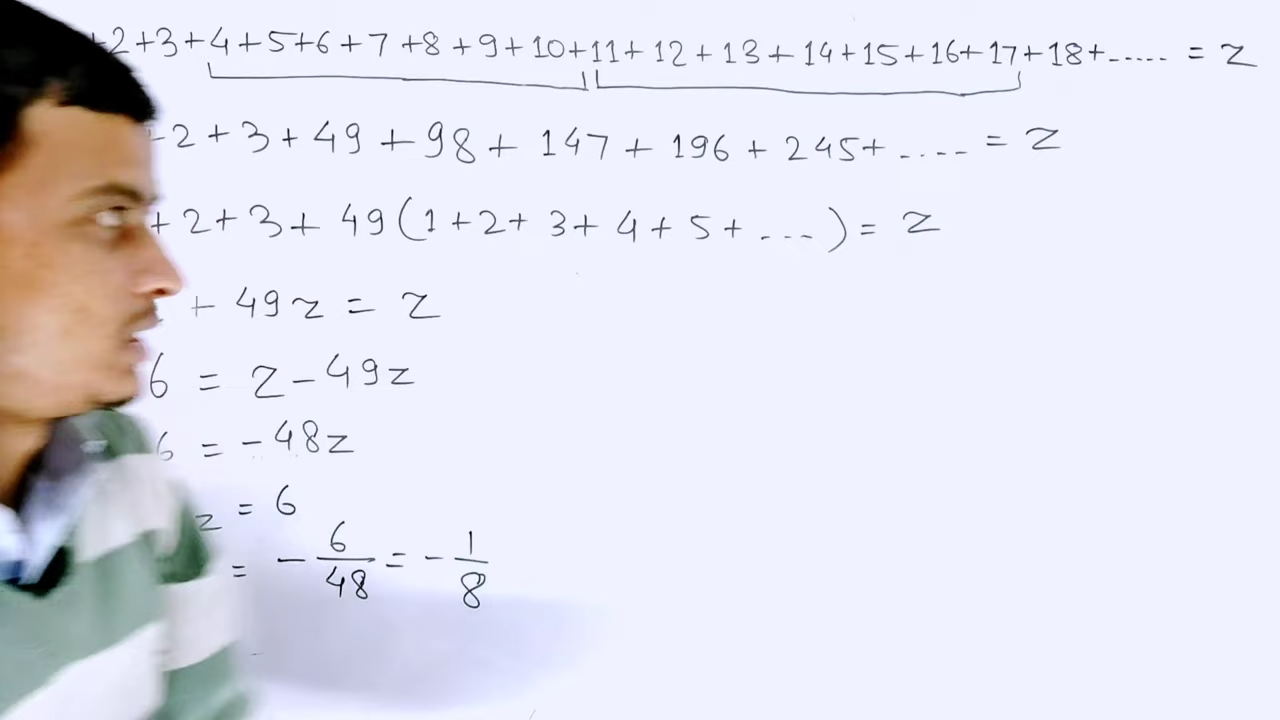 +2+3+4+5+6+7+8+9+10+11+12+13+14+15+16+17+18+..... = z
+2+3+49+98+147+196+245+..... = z
+2+3+49(1+2+3+4+5+....) = z
+ 49z = z
6 = z-49z
6 = -48z
z = 6
= -6/48 = -1/8